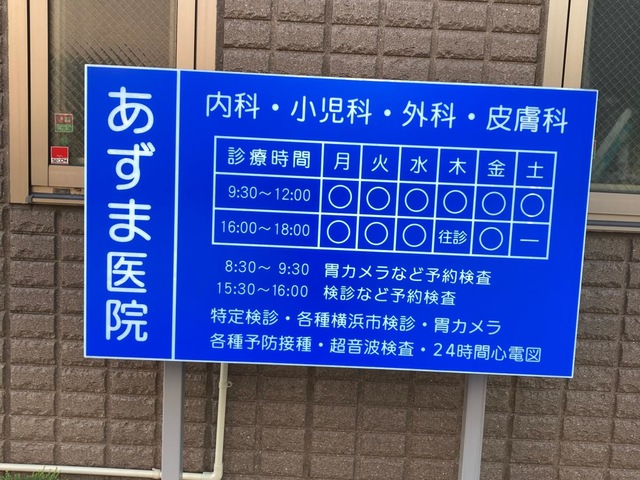 あずま医院
内科・小児科・外科・皮膚科
診療時間 月 火 水 木 金 土
9:30〜12:00 ○ ○ ○ ○ ○ ○
16:00〜18:00 ○ ○ ○ 往診 ○ —
8:30〜 9:30 胃カメラなど予約検査
15:30〜16:00 検診など予約検査
特定検診・各種横浜市検診・胃カメラ
各種予防接種・超音波検査・24時間心電図
SECOM